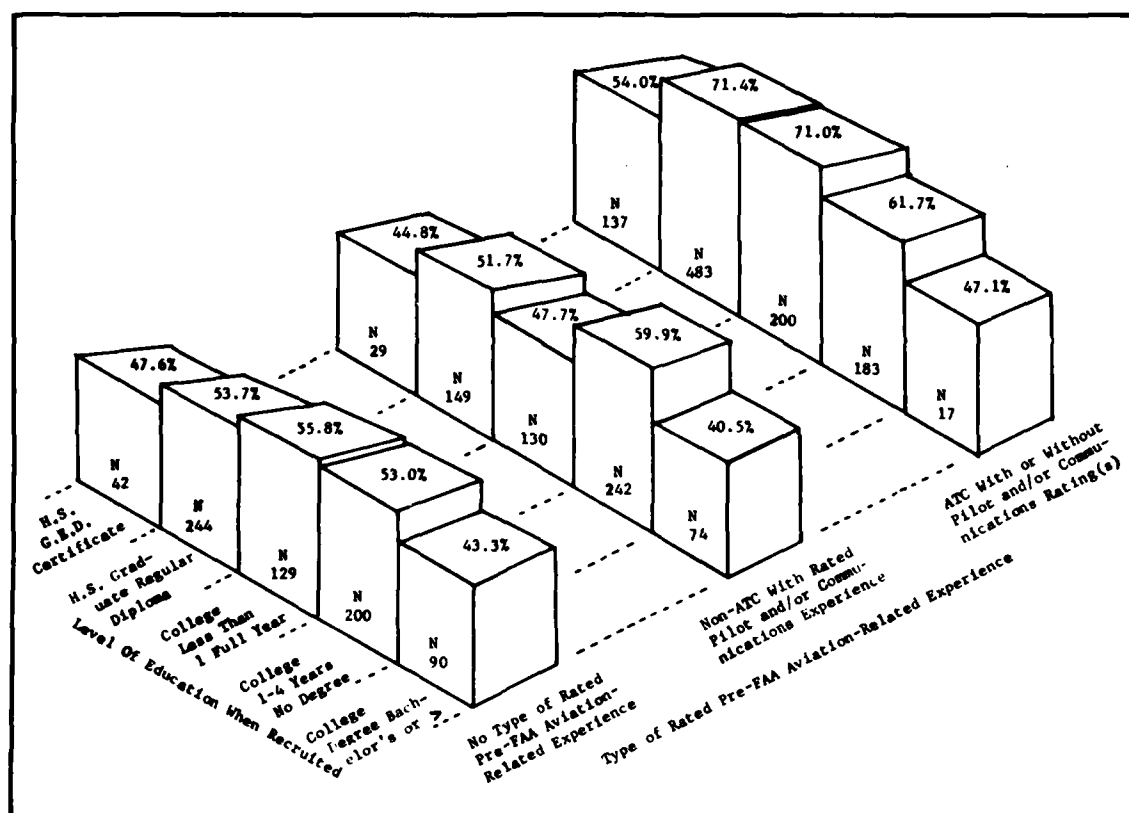 54.0%
71.4%
71.0%
61.7%
47.1%
N
137
N
483
N
200
N
183
N
17
44.8%
51.7%
47.7%
59.9%
40.5%
N
29
N
149
N
130
N
242
N
74
47.6%
53.7%
55.8%
53.0%
43.3%
N
42
N
244
N
129
N
200
N
90
H.S.
G.E.D.
Certificate
H.S. Grad-
uate Regular
Diploma
College
Less Than
1 Full Year
College
1-4 Years
No Degree
College
Degree Bach-
elor's or >
Level Of Education When Recruited
No Type of Rated
Pre-FAA Aviation-
Related Experience
Non-ATC With Rated
Pilot and/or Commu-
nications Experience
ATC With or Without
Pilot and/or Commu-
nications Rating(s)
Type of Rated Pre-FAA Aviation-Related Experience